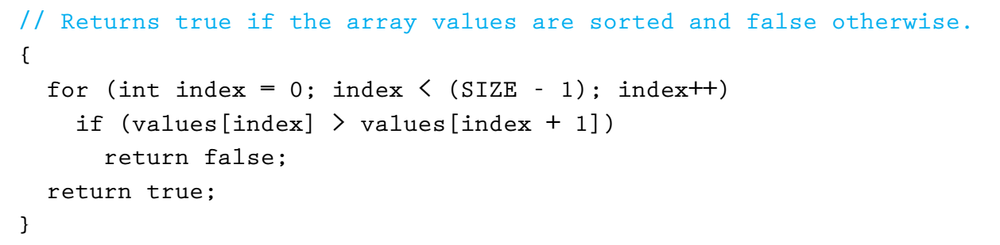 // Returns true if the array values are sorted and false otherwise.
{
  for (int index = 0; index < (SIZE - 1); index++)
    if (values[index] > values[index + 1])
      return false;
  return true;
}